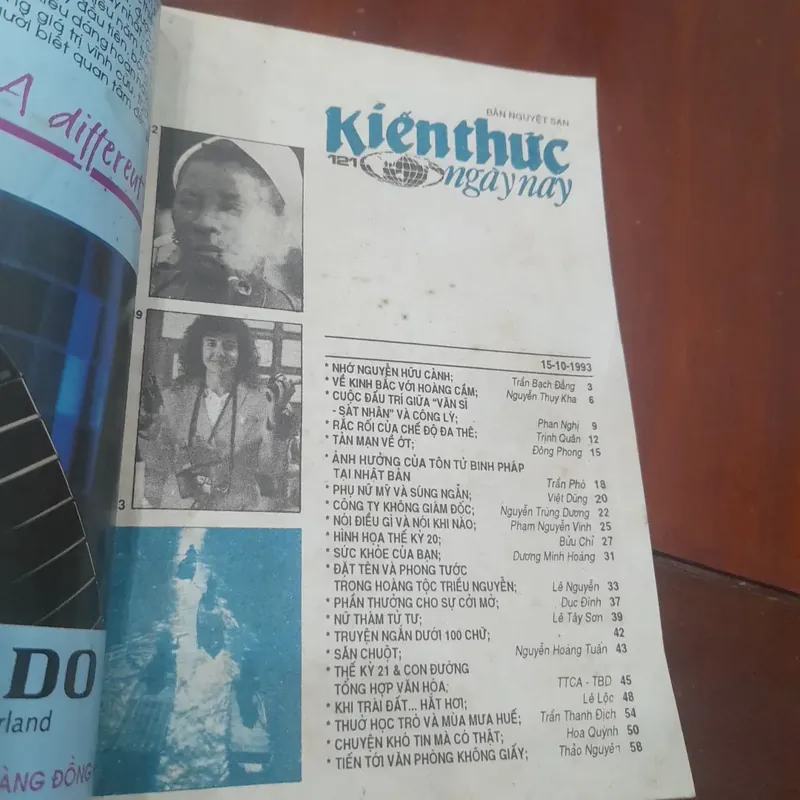 A different
DO
erland
ÀNG ĐỒNG
BÁN NGUYỆT SAN
Kiến thức
121
ngày nay
2
9
3
15-10-1993
* NHỚ NGUYỄN HỮU CẢNH; Trần Bạch Đằng 3
* VỀ KINH BẮC VỚI HOÀNG CẦM; Nguyễn Thụy Kha 6
* CUỘC ĐẤU TRÍ GIỮA "VĂN SĨ
- SÁT NHÂN" VÀ CÔNG LÝ; Phan Nghị 9
* RẮC RỐI CỦA CHẾ ĐỘ ĐA THÊ; Trịnh Quân 12
* TẢN MẠN VỀ ỚT; Đông Phong 15
* ẢNH HƯỞNG CỦA TÔN TỬ BINH PHÁP
TẠI NHẬT BẢN Trần Phò 18
* PHỤ NỮ MỸ VÀ SÚNG NGẮN; Việt Dũng 20
* CÔNG TY KHÔNG GIÁM ĐỐC; Nguyễn Trùng Dương 22
* NÓI ĐIỀU GÌ VÀ NÓI KHI NÀO; Phạm Nguyên Vinh 25
* HÌNH HỌA THẾ KỶ 20; Bửu Chỉ 27
* SỨC KHỎE CỦA BẠN; Dương Minh Hoàng 31
* ĐẶT TÊN VÀ PHONG TƯỚC
TRONG HOÀNG TỘC TRIỀU NGUYỄN; Lê Nguyễn 33
* PHẦN THƯỞNG CHO SỰ CỞI MỞ; Dục Đính 37
* NỮ THÁM TỬ TƯ; Lê Tây Sơn 39
* TRUYỆN NGẮN DƯỚI 100 CHỮ; 42
* SĂN CHUỘT; Nguyễn Hoàng Tuấn 43
* THẾ KỶ 21 & CON ĐƯỜNG
TỔNG HỢP VĂN HÓA; TTCA - TBD 45
* KHI TRÁI ĐẤT... HẮT HƠI; Lê Lộc 48
* THUỞ HỌC TRÒ VÀ MÙA MƯA HUẾ; Trần Thanh Địch 54
* CHUYỆN KHÓ TIN MÀ CÓ THẬT; Hoa Quỳnh 50
* TIẾN TỚI VĂN PHÒNG KHÔNG GIẤY; Thảo Nguyên 58